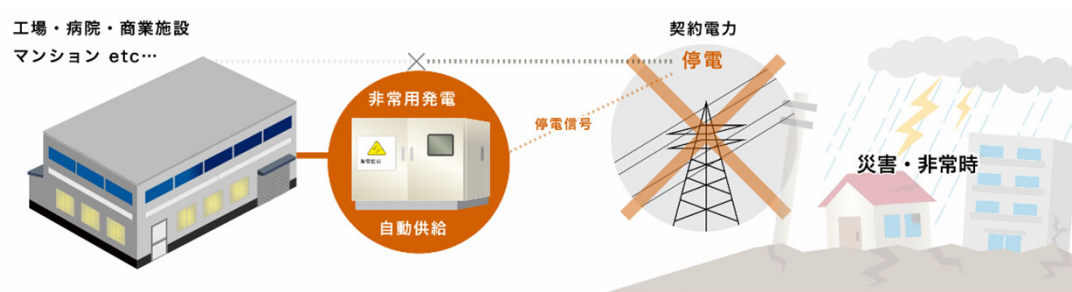 工場・病院・商業施設
マンション etc…
契約電力
停電
非常用発電
停電信号
災害・非常時
自動供給